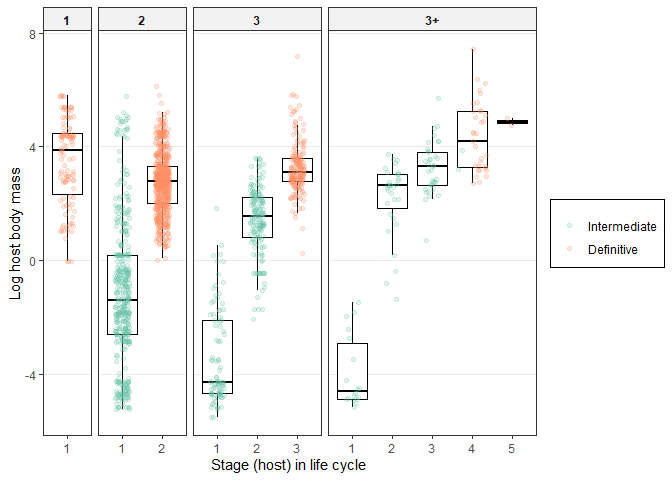 1 2 3 3+
8
4
0
-4
Log host body mass
1 1 2 1 2 3 1 2 3 4 5
Stage (host) in life cycle
Intermediate
Definitive